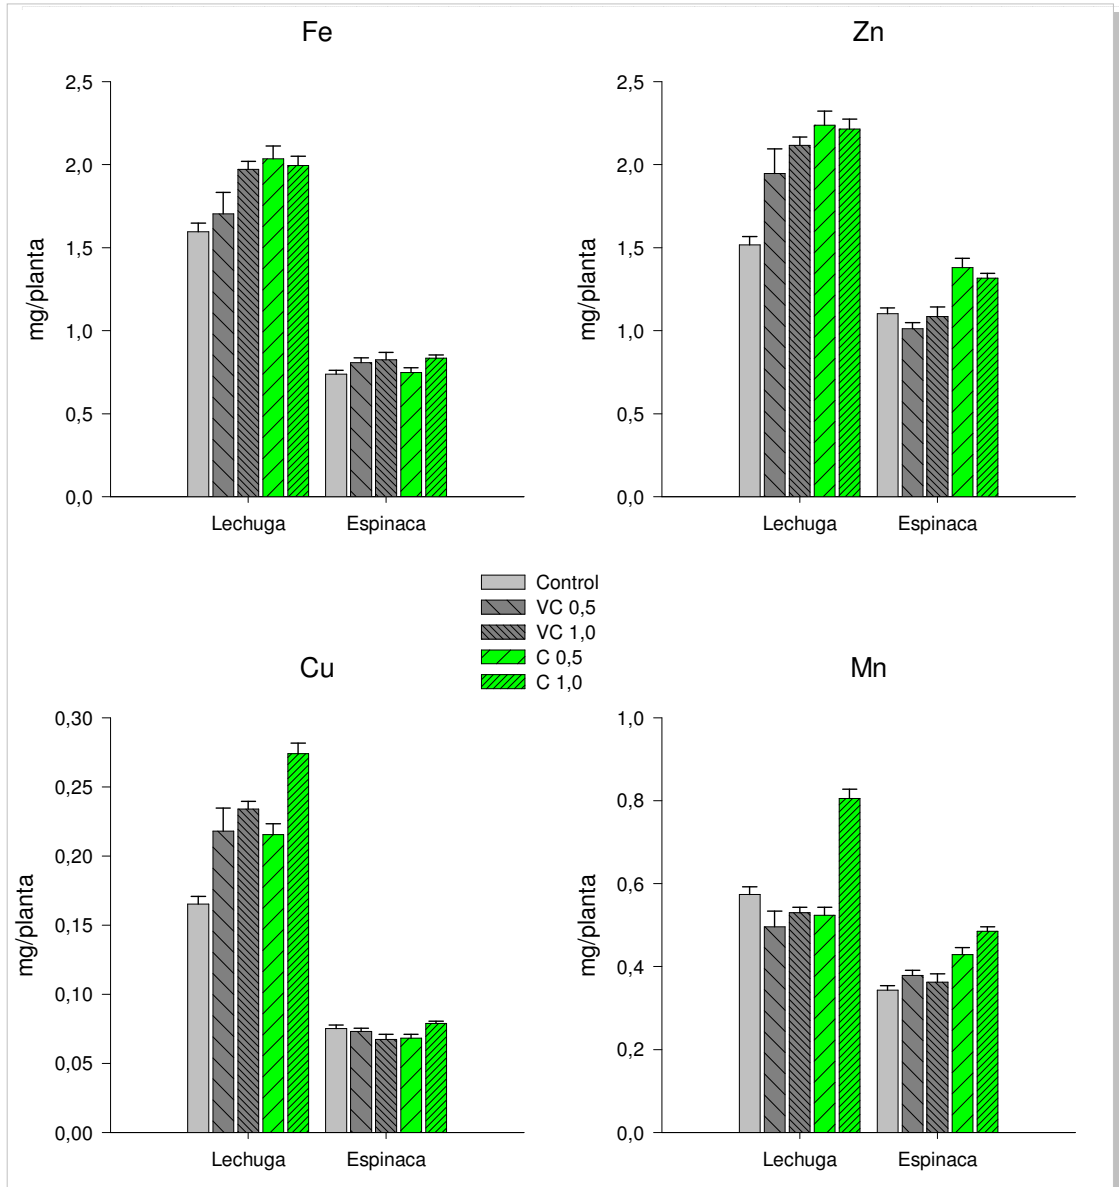 Fe
2,5
2,0
1,5
1,0
0,5
0,0
mg/planta
Lechuga Espinaca
Zn
2,5
2,0
1,5
1,0
0,5
0,0
mg/planta
Lechuga Espinaca
Control
VC 0,5
VC 1,0
C 0,5
C 1,0
Cu
0,30
0,25
0,20
0,15
0,10
0,05
0,00
mg/planta
Lechuga Espinaca
Mn
1,0
0,8
0,6
0,4
0,2
0,0
mg/planta
Lechuga Espinaca